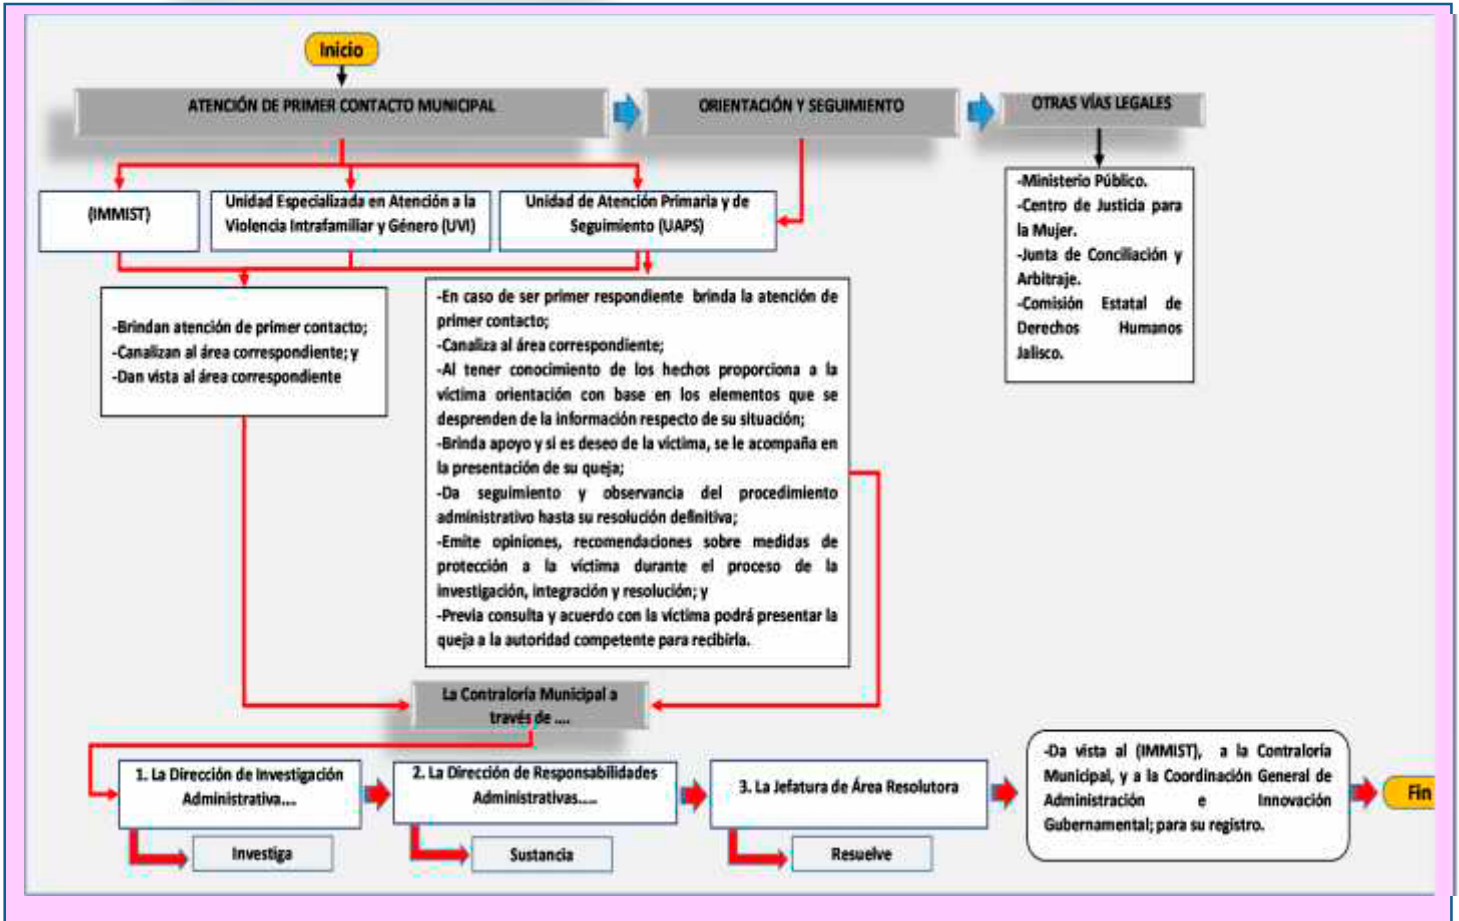 Inicio
ATENCIÓN DE PRIMER CONTACTO MUNICIPAL
ORIENTACIÓN Y SEGUIMIENTO
OTRAS VÍAS LEGALES
(IMMIST)
Unidad Especializada en Atención a la
Violencia Intrafamiliar y Género (UVI)
Unidad de Atención Primaria y de
Seguimiento (UAPS)
-Ministerio Público.
-Centro de Justicia para
la Mujer.
-Junta de Conciliación y
Arbitraje.
-Comisión Estatal de
Derechos Humanos
Jalisco.
-Brindan atención de primer contacto;
-Canalizan al área correspondiente; y
-Dan vista al área correspondiente
-En caso de ser primer respondiente brinda la atención de
primer contacto;
-Canaliza al área correspondiente;
-Al tener conocimiento de los hechos proporciona a la
víctima orientación con base en los elementos que se
desprenden de la información respecto de su situación;
-Brinda apoyo y si es deseo de la víctima, se le acompaña en
la presentación de su queja;
-Da seguimiento y observancia del procedimiento
administrativo hasta su resolución definitiva;
-Emite opiniones, recomendaciones sobre medidas de
protección a la víctima durante el proceso de la
investigación, integración y resolución; y
-Previa consulta y acuerdo con la víctima podrá presentar la
queja a la autoridad competente para recibirla.
La Contraloría Municipal a
través de ....
1. La Dirección de Investigación
Administrativa....
2. La Dirección de Responsabilidades
Administrativas.....
3. La Jefatura de Área Resolutora
-Da vista al (IMMIST), a la Contraloría
Municipal, y a la Coordinación General de
Administración e Innovación
Gubernamental; para su registro.
Fin
Investiga
Sustancia
Resuelve